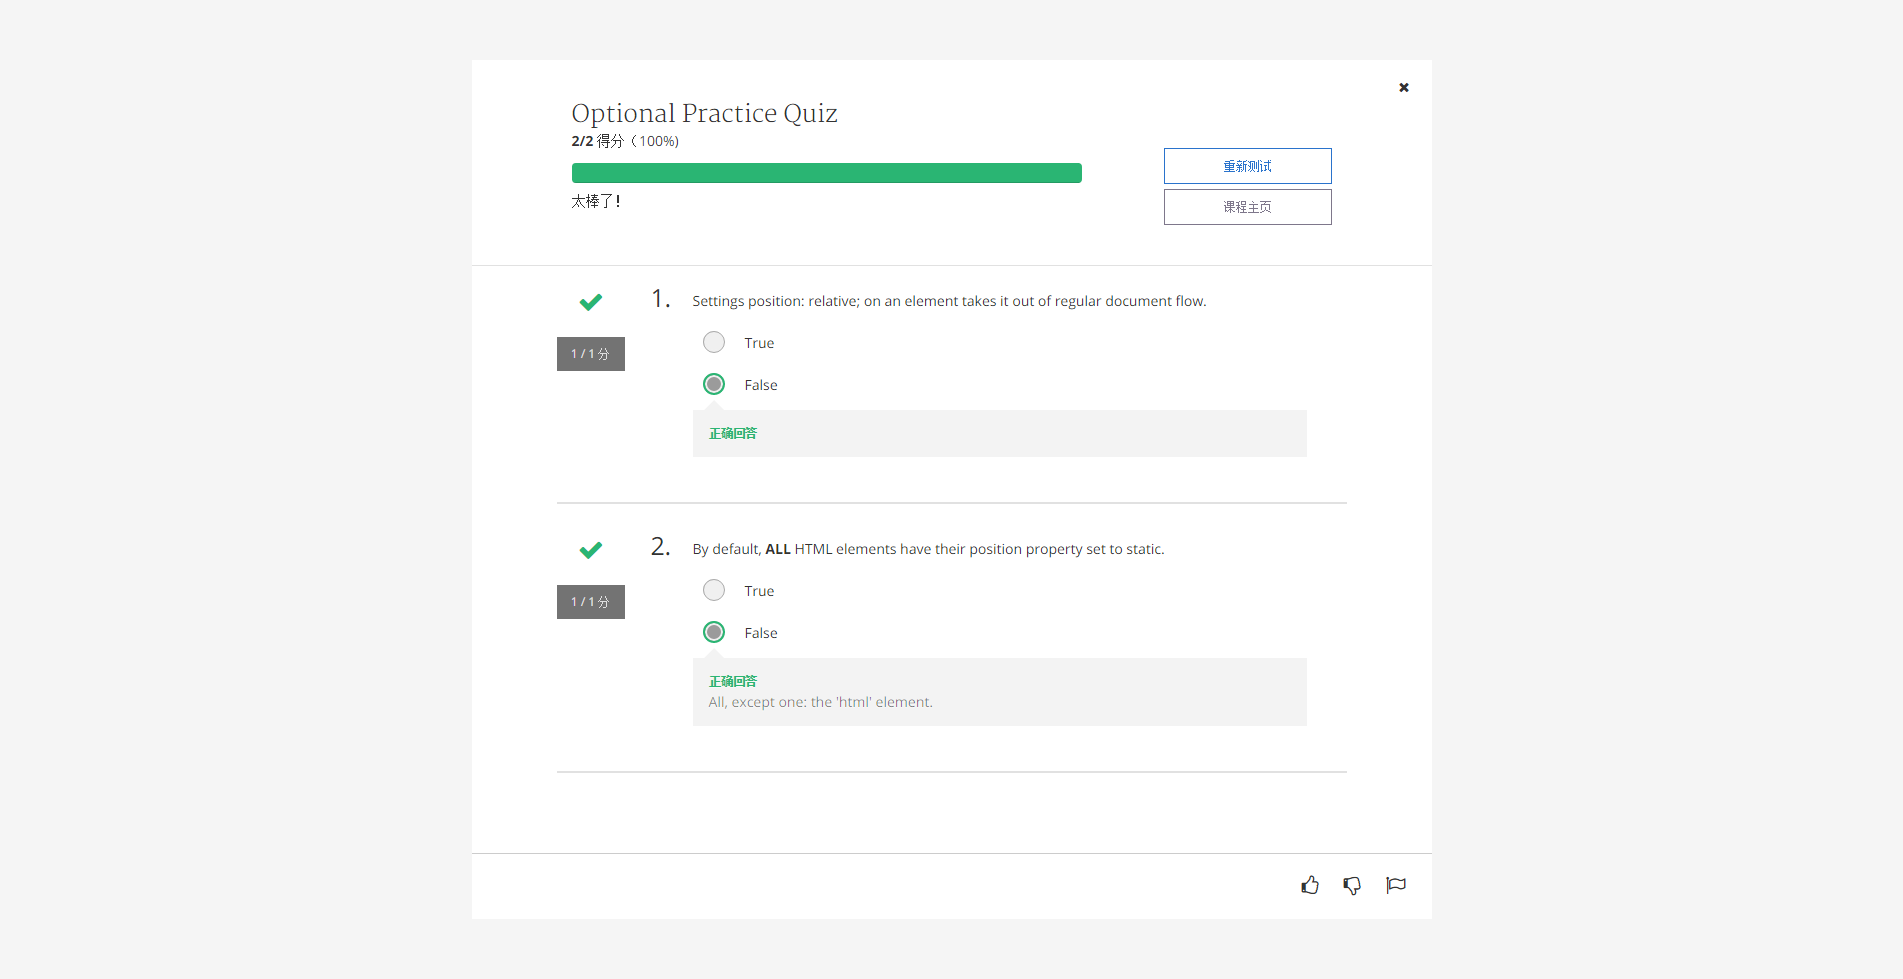 Optional Practice Quiz
2/2 得分（100%)
太棒了!
重新测试
课程主页
1. Settings position: relative; on an element takes it out of regular document flow.
1 / 1 分
True
False
正确回答
2. By default, ALL HTML elements have their position property set to static.
1 / 1 分
True
False
正确回答
All, except one: the 'html' element.